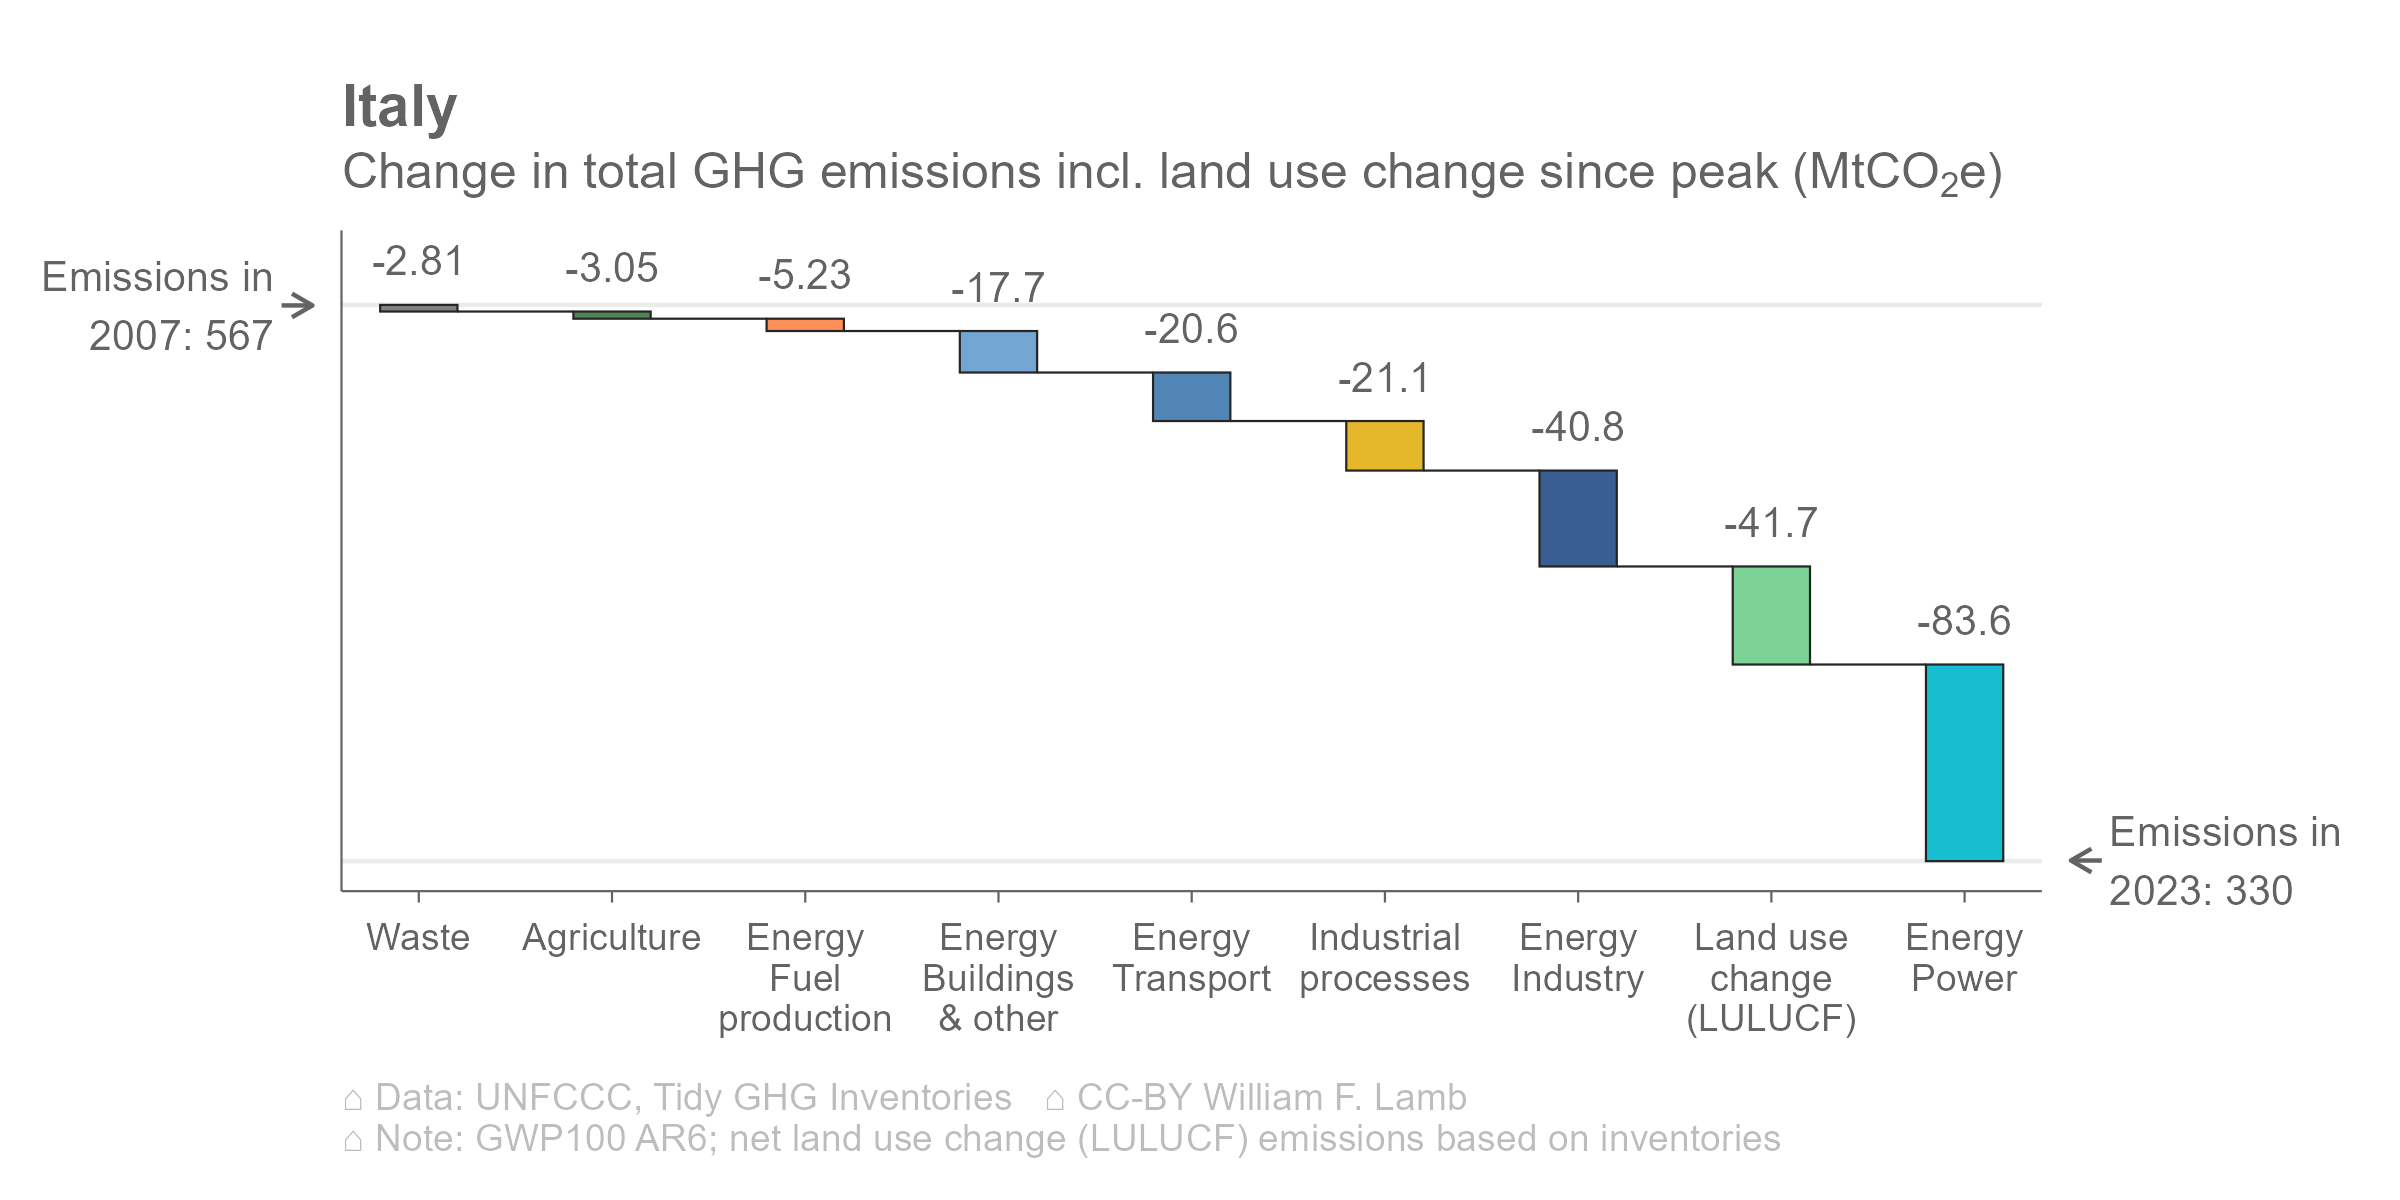 Italy
Change in total GHG emissions incl. land use change since peak (MtCO₂e)
Emissions in
2007: 567
-2.81
-3.05
-5.23
-17.7
-20.6
-21.1
-40.8
-41.7
-83.6
Emissions in
2023: 330
Waste
Agriculture
Energy
Fuel
production
Energy
Buildings
& other
Energy
Transport
Industrial
processes
Energy
Industry
Land use
change
(LULUCF)
Energy
Power
⌂ Data: UNFCCC, Tidy GHG Inventories ⌂ CC-BY William F. Lamb
⌂ Note: GWP100 AR6; net land use change (LULUCF) emissions based on inventories